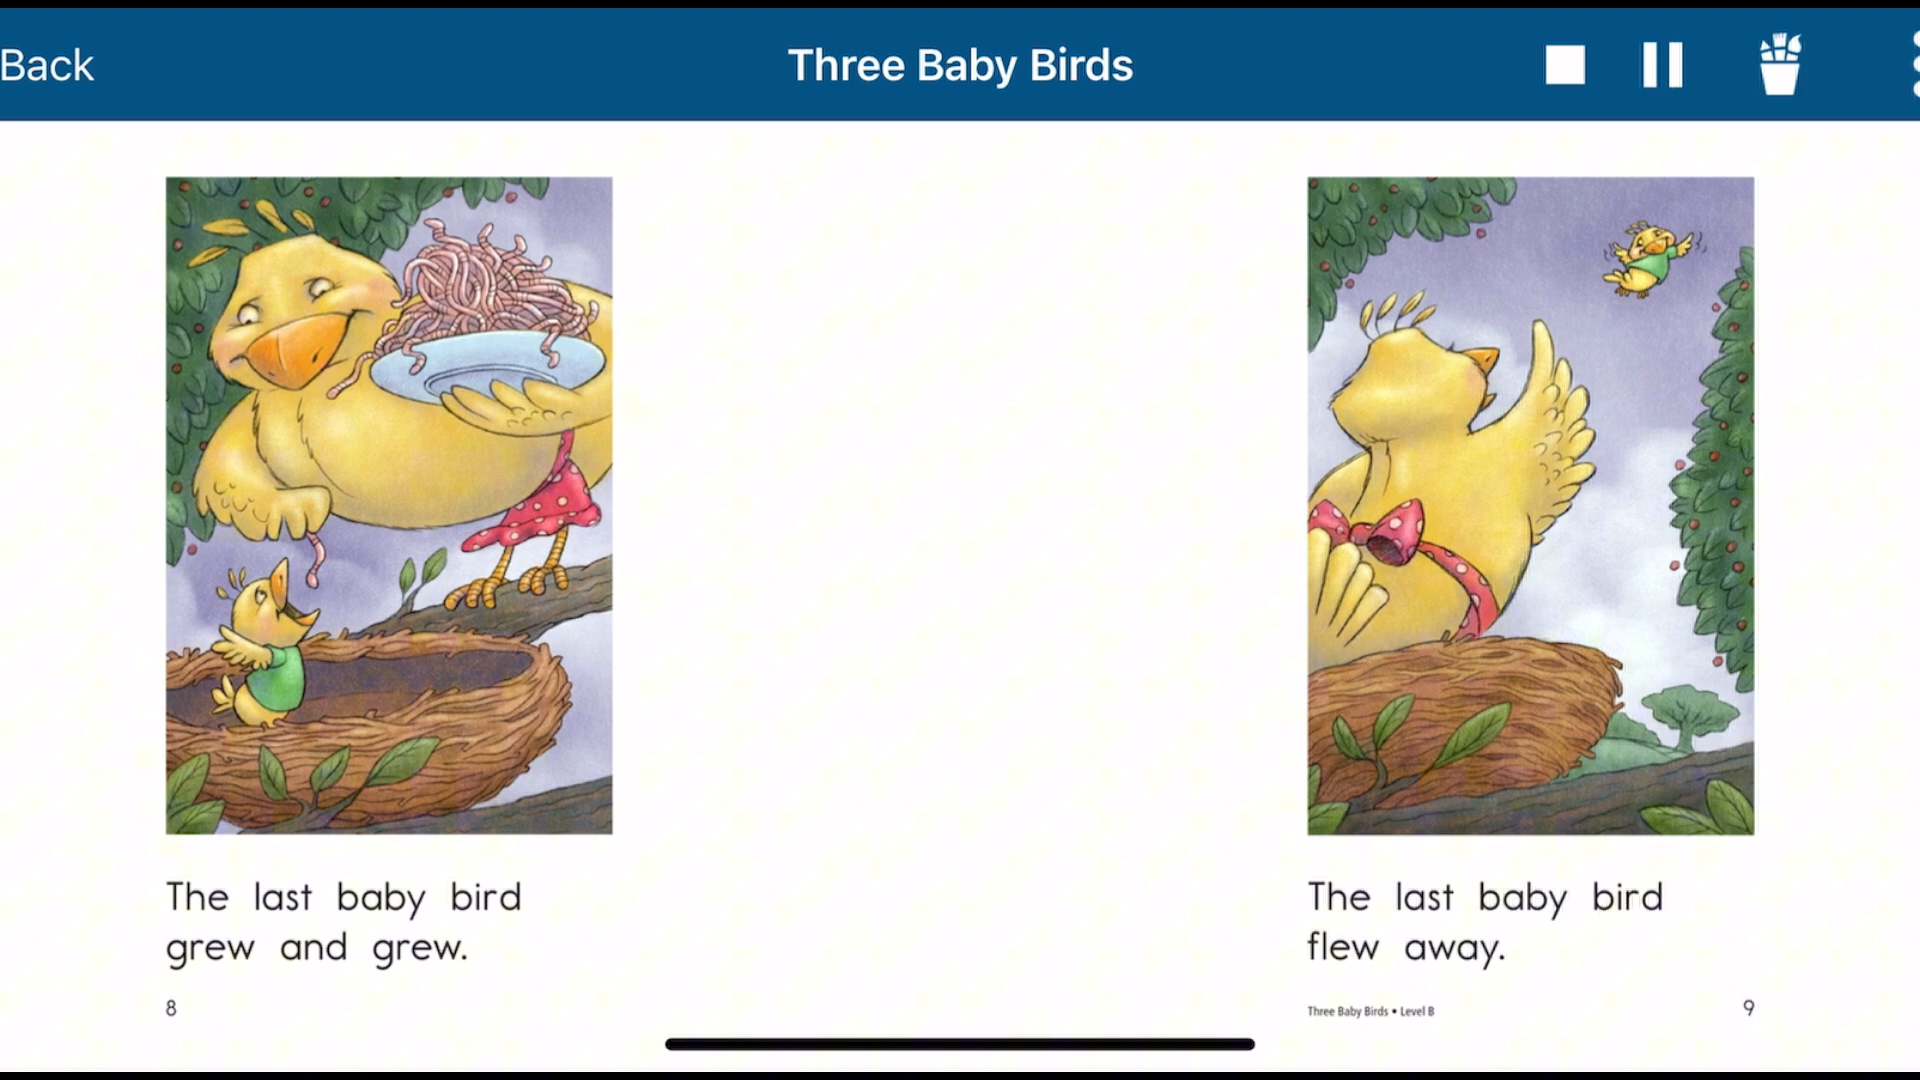 Back
Three Baby Birds
The last baby bird
grew and grew.
8
The last baby bird
flew away.
Three Baby Birds • Level B
9